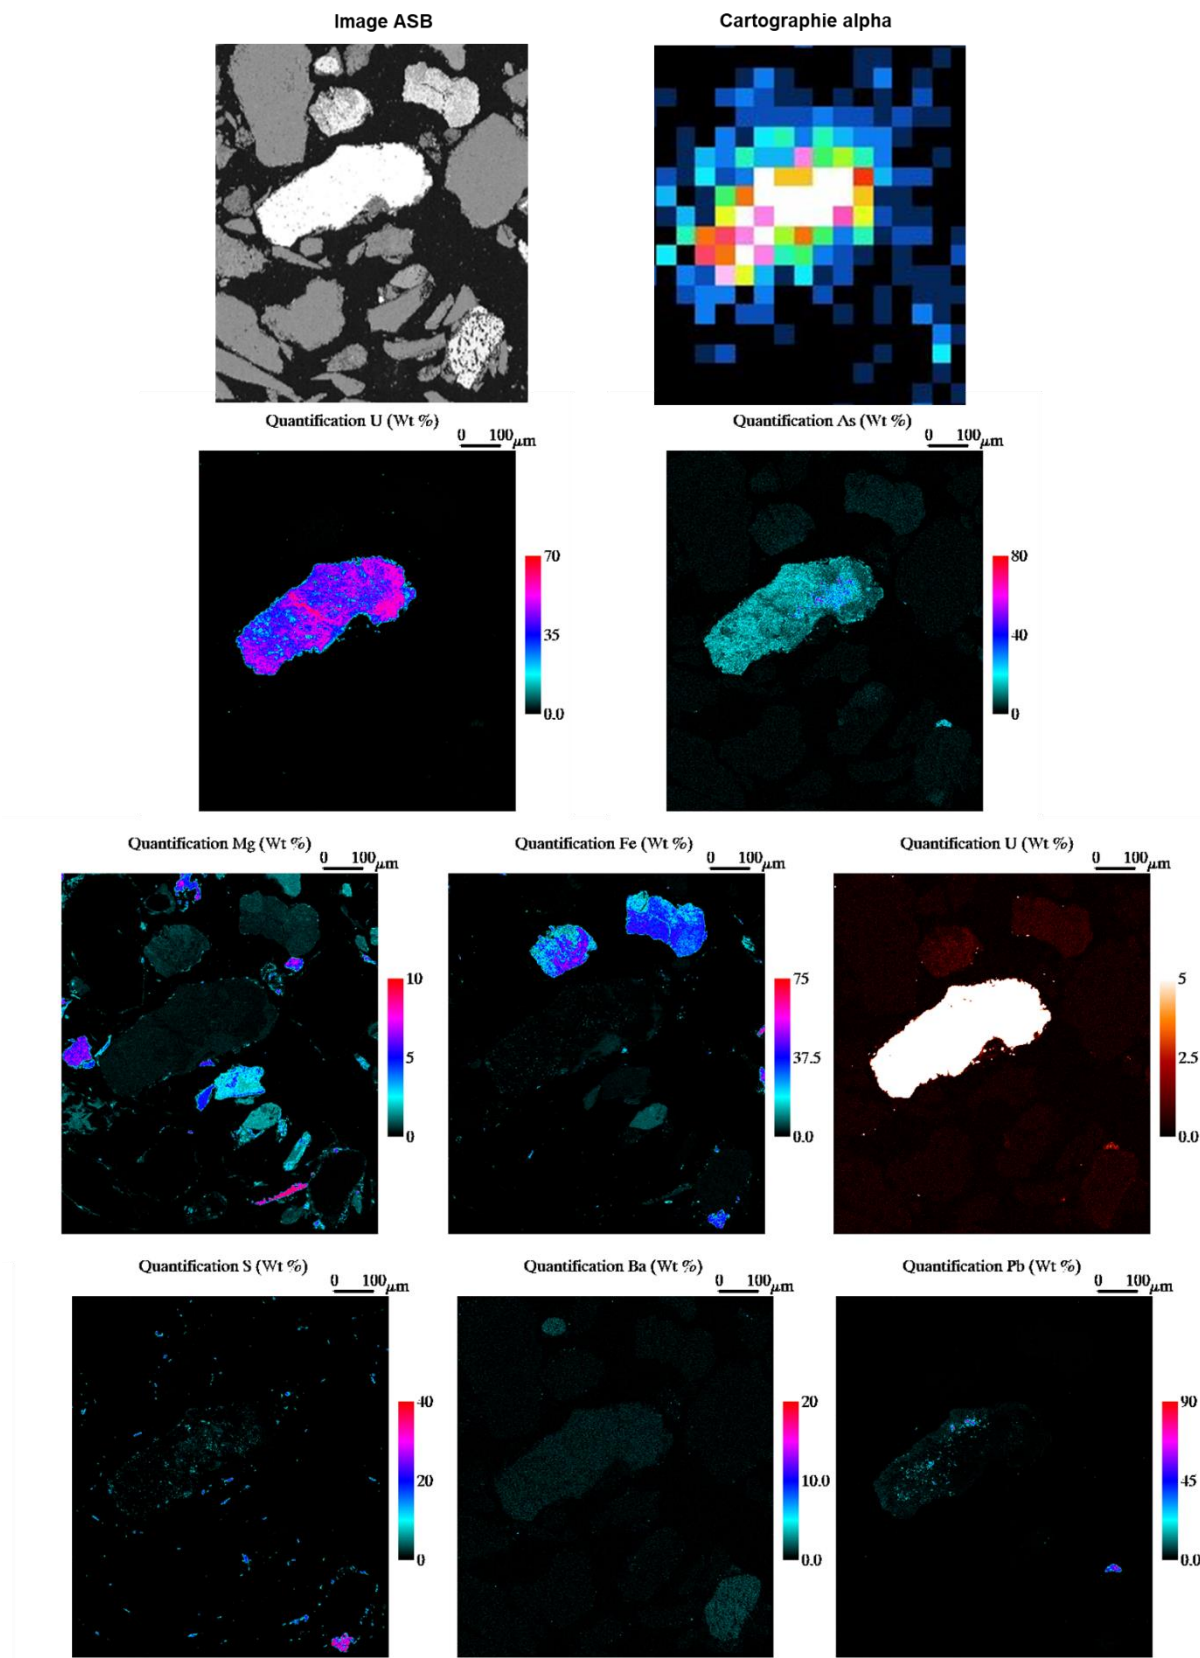 Image ASB
Cartographie alpha
Quantification U (Wt %)
0 100μm
70
35
0.0
Quantification As (Wt %)
0 100μm
80
40
0
Quantification Mg (Wt %)
0 100μm
10
5
0
Quantification Fe (Wt %)
0 100μm
75
37.5
0.0
Quantification U (Wt %)
0 100μm
5
2.5
0.0
Quantification S (Wt %)
0 100μm
40
20
0
Quantification Ba (Wt %)
0 100μm
20
10.0
0.0
Quantification Pb (Wt %)
0 100μm
90
45
0.0